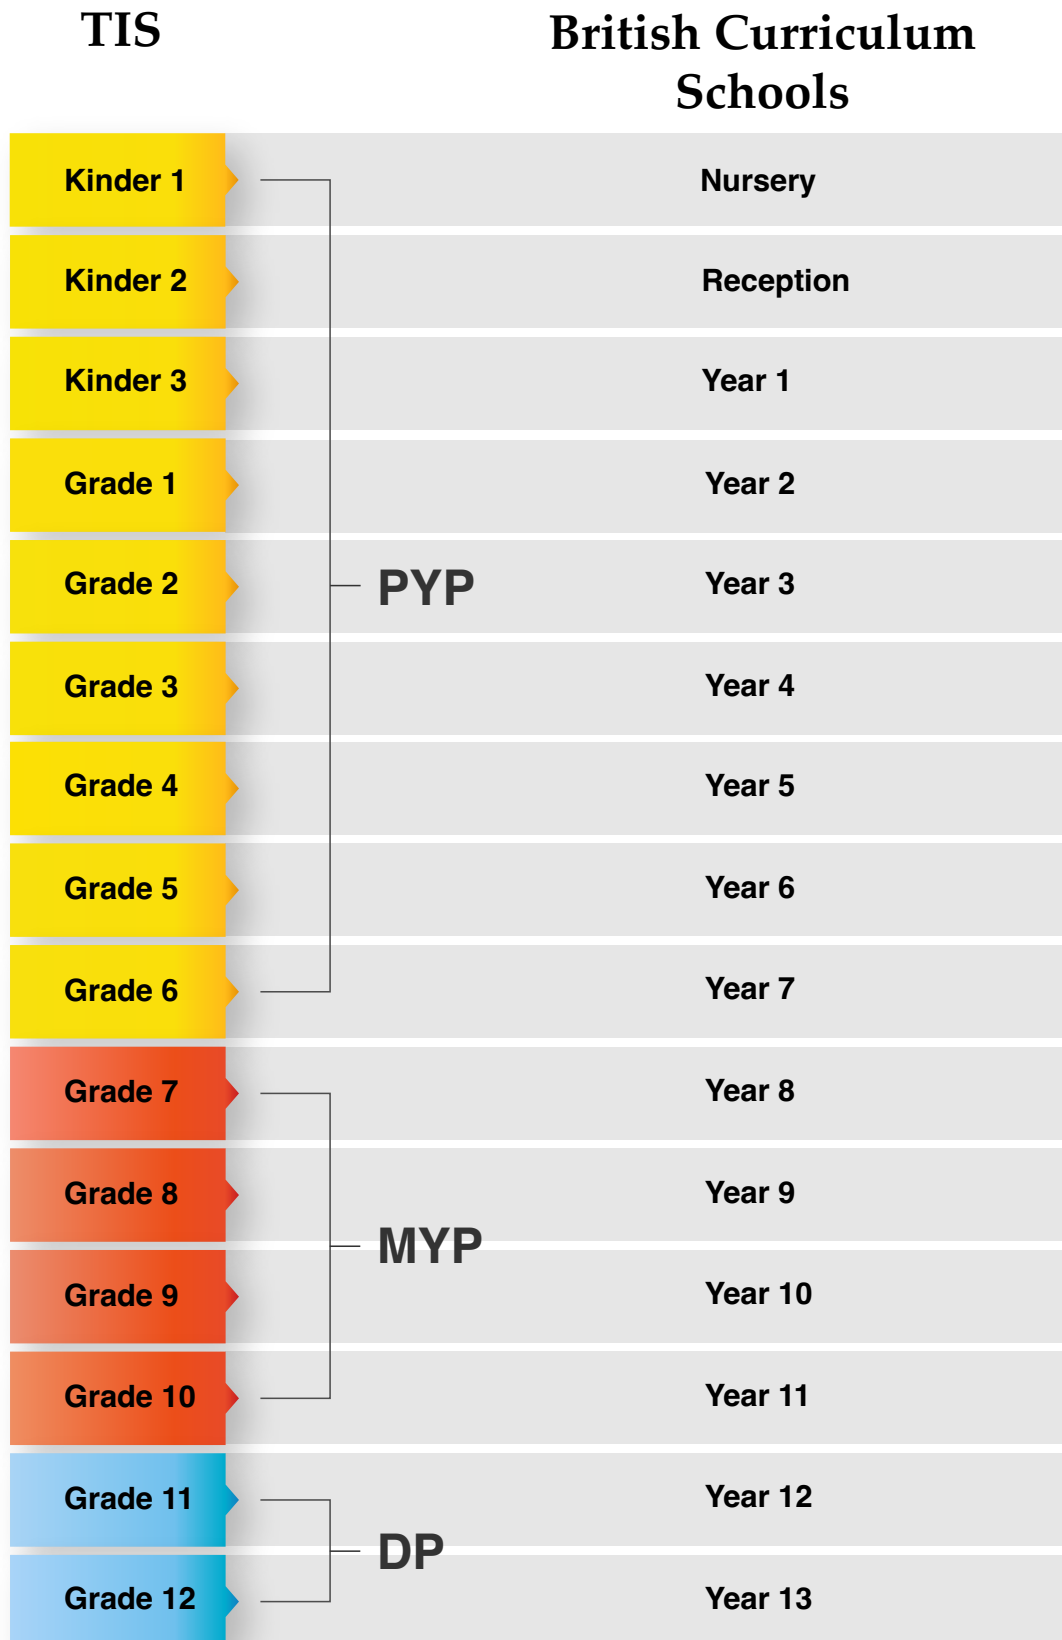 TIS
British Curriculum
Schools
Kinder 1
Nursery
Kinder 2
Reception
Kinder 3
Year 1
Grade 1
Year 2
Grade 2
PYP
Year 3
Grade 3
Year 4
Grade 4
Year 5
Grade 5
Year 6
Grade 6
Year 7
Grade 7
Year 8
Grade 8
Year 9
MYP
Grade 9
Year 10
Grade 10
Year 11
Grade 11
Year 12
DP
Grade 12
Year 13